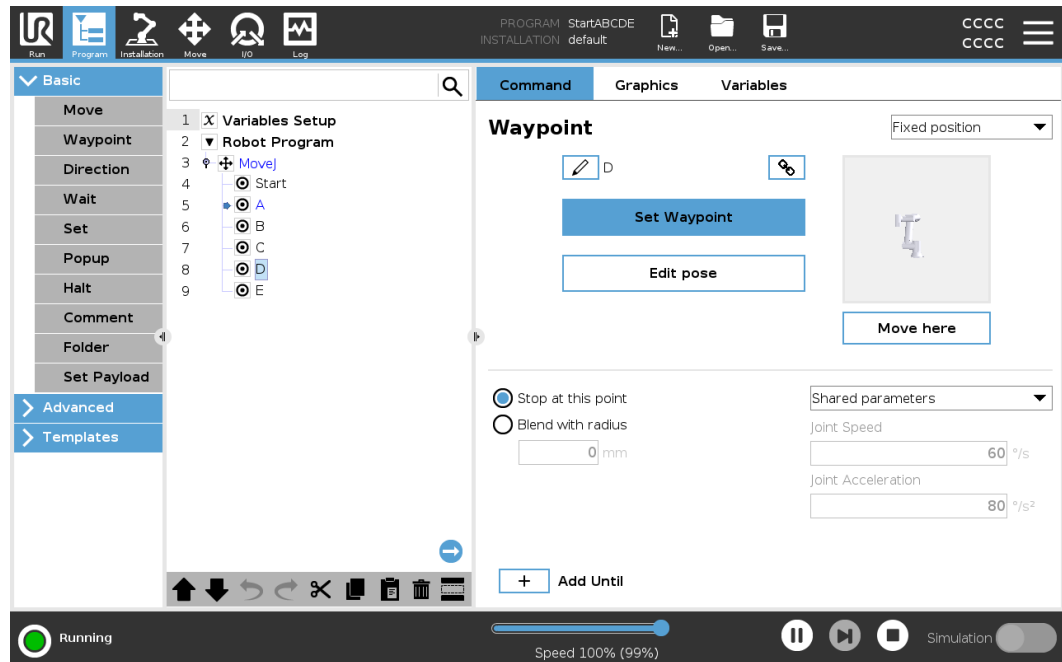 PROGRAM StartABCDE
INSTALLATION default
CCCC
CCCC
UR
Run
Program
Installation
Move
I/O
Log
New...
Open...
Save...
Basic
Move
Waypoint
Direction
Wait
Set
Popup
Halt
Comment
Folder
Set Payload
Advanced
Templates
1 x Variables Setup
2 Robot Program
3 MoveJ
4 Start
5 A
6 B
7 C
8 D
9 E
Command Graphics Variables
Waypoint
Fixed position
D
Set Waypoint
Edit pose
Move here
Stop at this point
Blend with radius
0 mm
Shared parameters
Joint Speed
60 °/s
Joint Acceleration
80 °/s²
+ Add Until
Running
Speed 100% (99%)
Simulation